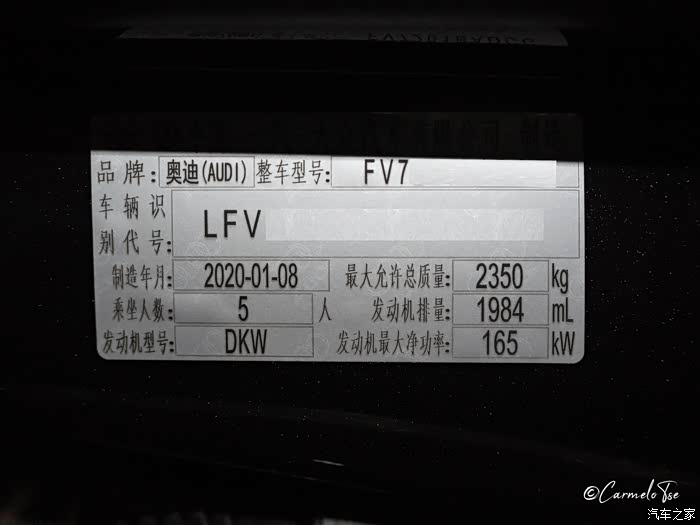 品牌: 奥迪(AUDI) 整车型号: FV7
车辆识别代号: LFV
制造年月: 2020-01-08 最大允许总质量: 2350 kg
乘坐人数: 5 人 发动机排量: 1984 mL
发动机型号: DKW 发动机最大净功率: 165 kW
©Carmelo Tse
汽车之家